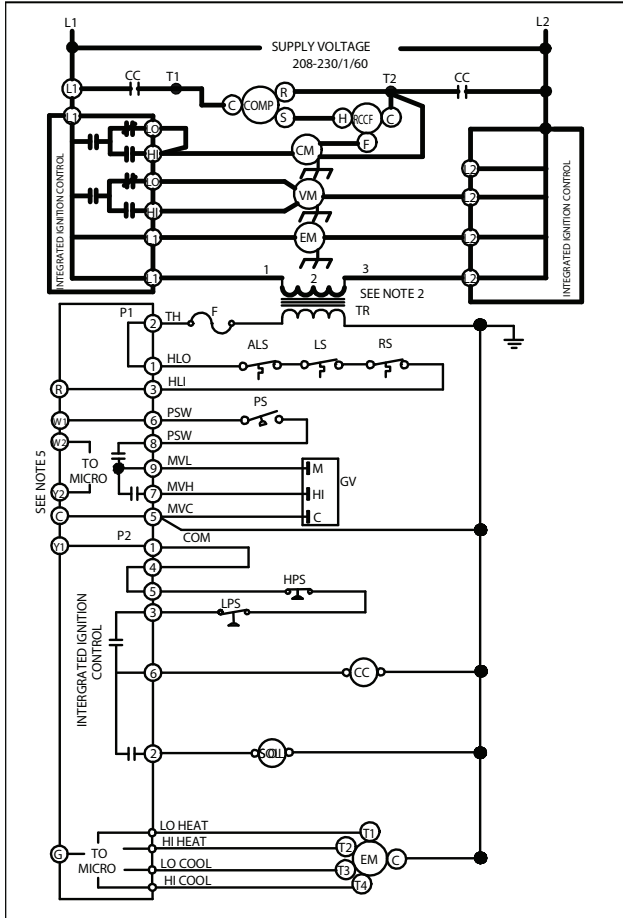 L1 L2
SUPPLY VOLTAGE
208-230/1/60
CC T1 T2 CC
L1 C COMP R
S H RCCF C
F
L1
LO
HI CM
LO
HI VM
L1 EM
L1
L2
L2
L2
L2
INTEGRATED IGNITION CONTROL
INTEGRATED IGNITION CONTROL
1 2 3
SEE NOTE 2
TR
P1 2 TH F
ALS LS RS
1 HLO
R 3 HLI
PS
W1 6 PSW
W2 8 PSW
TO
MICRO
9 MVL M
GV
Y2 7 MVH HI
C 5 MVC C
SEE NOTE 5
Y1 P2 1 COM
4
5 HPS
3 LPS
INTERGRATED IGNITION
CONTROL
6 CC
2 SOL
LO HEAT T1
HI HEAT T2
G TO
MICRO
EM C
LO COOL T3
HI COOL T4